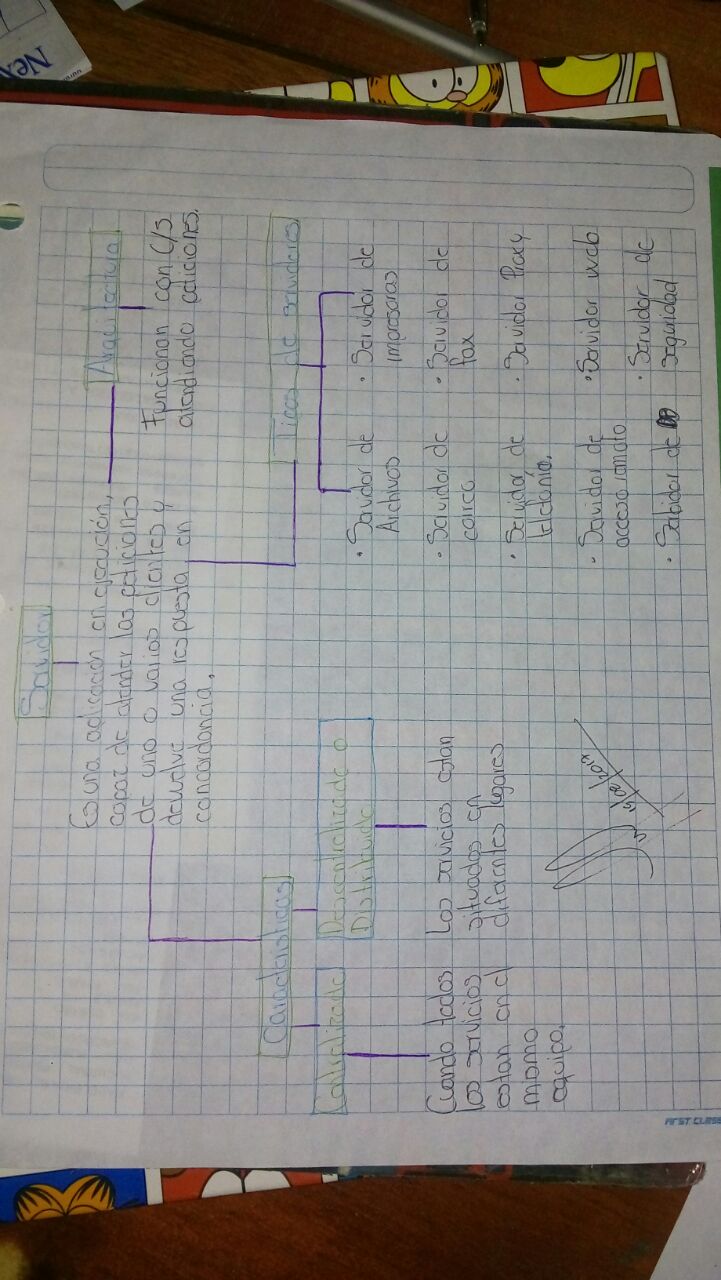 Servidor
Es una aplicación en ejecución,
capaz de atender las peticiones
de uno o varios clientes y
devuelve una respuesta en
concordancia.
Arquitectura
Funcionan con C/S
atendiendo peticiones.
Caracteristicas
Centralizado
Cuando todos
los servicios
estan en el
mismo
equipo.
Descentralizado o
Distribuido
Los servicios estan
situados en
diferentes lugares
Tipos de servidores
• Servidor de
Archivos
• Servidor de
correo
• Servidor de
telefonía.
• Servidor de
acceso remoto
• Servidor de
• Servidor de
impresoras
• Servidor de
fax
• Servidor Proxy
• Servidor web
• Servidor de
seguridad
FIRST CLASS